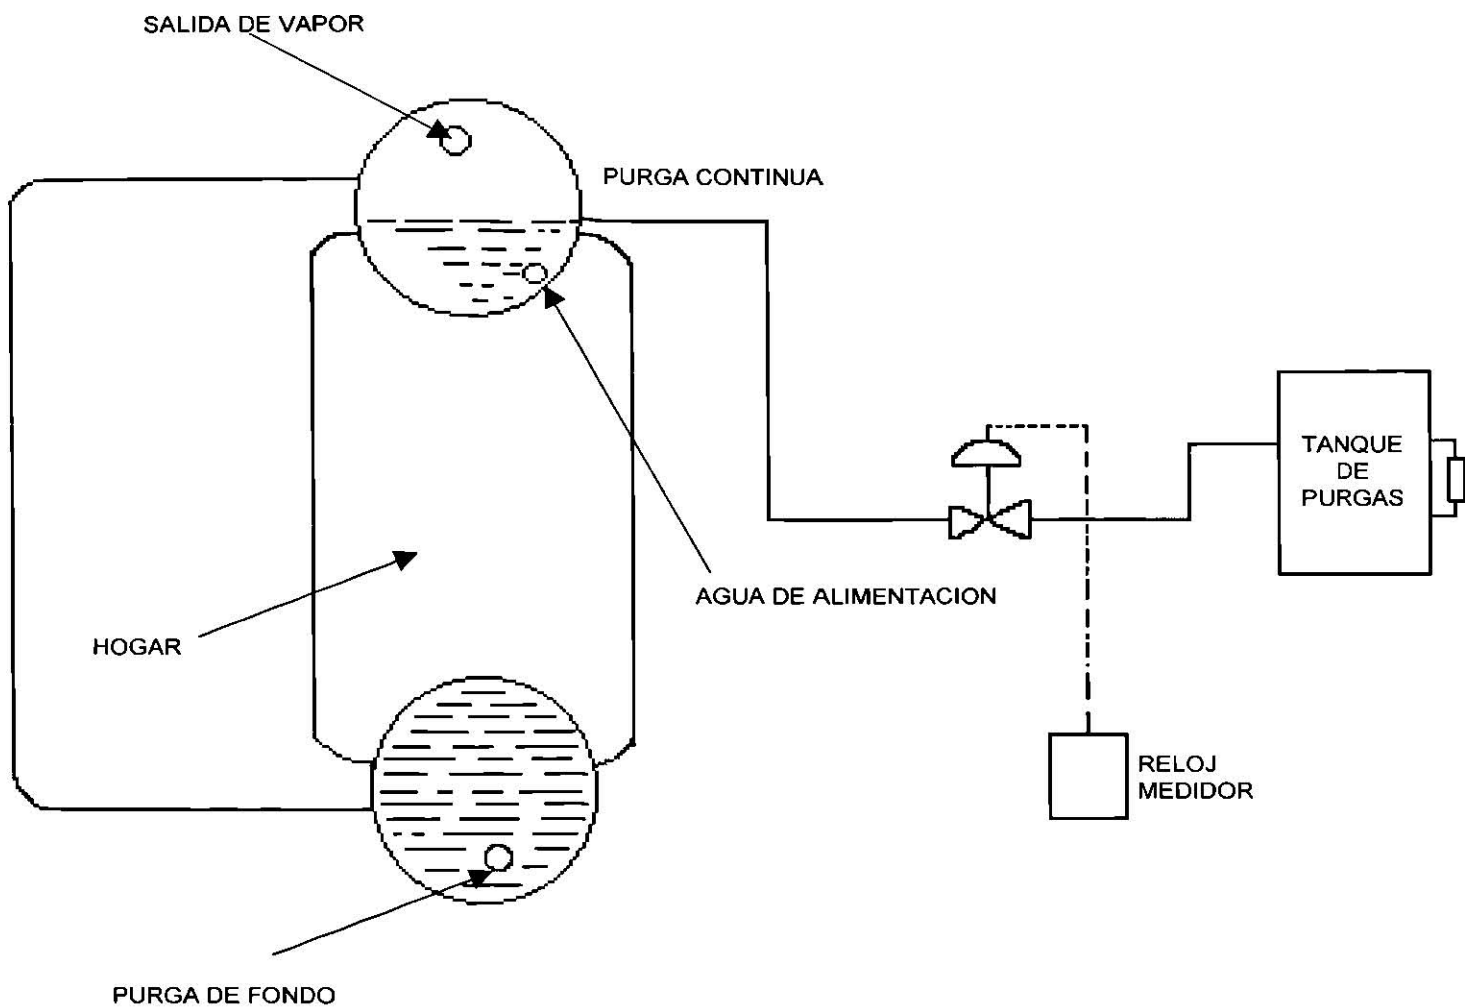 SALIDA DE VAPOR
PURGA CONTINUA
TANQUE
DE
PURGAS
AGUA DE ALIMENTACION
HOGAR
RELOJ
MEDIDOR
PURGA DE FONDO